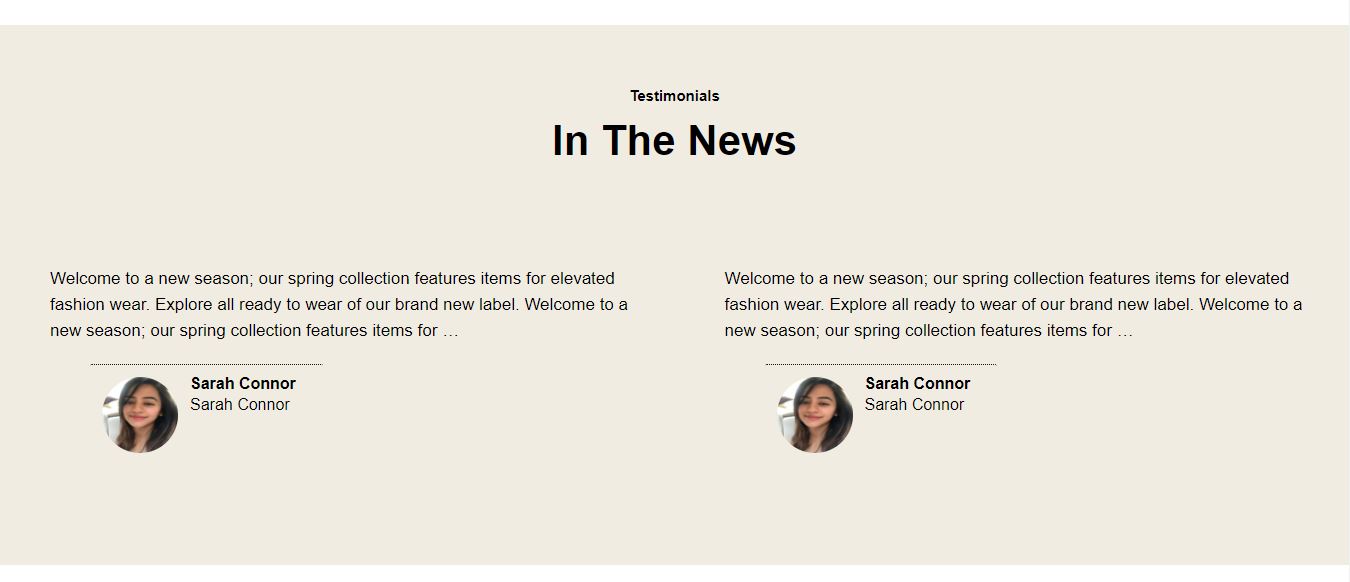 Testimonials
In The News
Welcome to a new season; our spring collection features items for elevated
fashion wear. Explore all ready to wear of our brand new label. Welcome to a
new season; our spring collection features items for …
Sarah Connor
Sarah Connor
Welcome to a new season; our spring collection features items for elevated
fashion wear. Explore all ready to wear of our brand new label. Welcome to a
new season; our spring collection features items for …
Sarah Connor
Sarah Connor